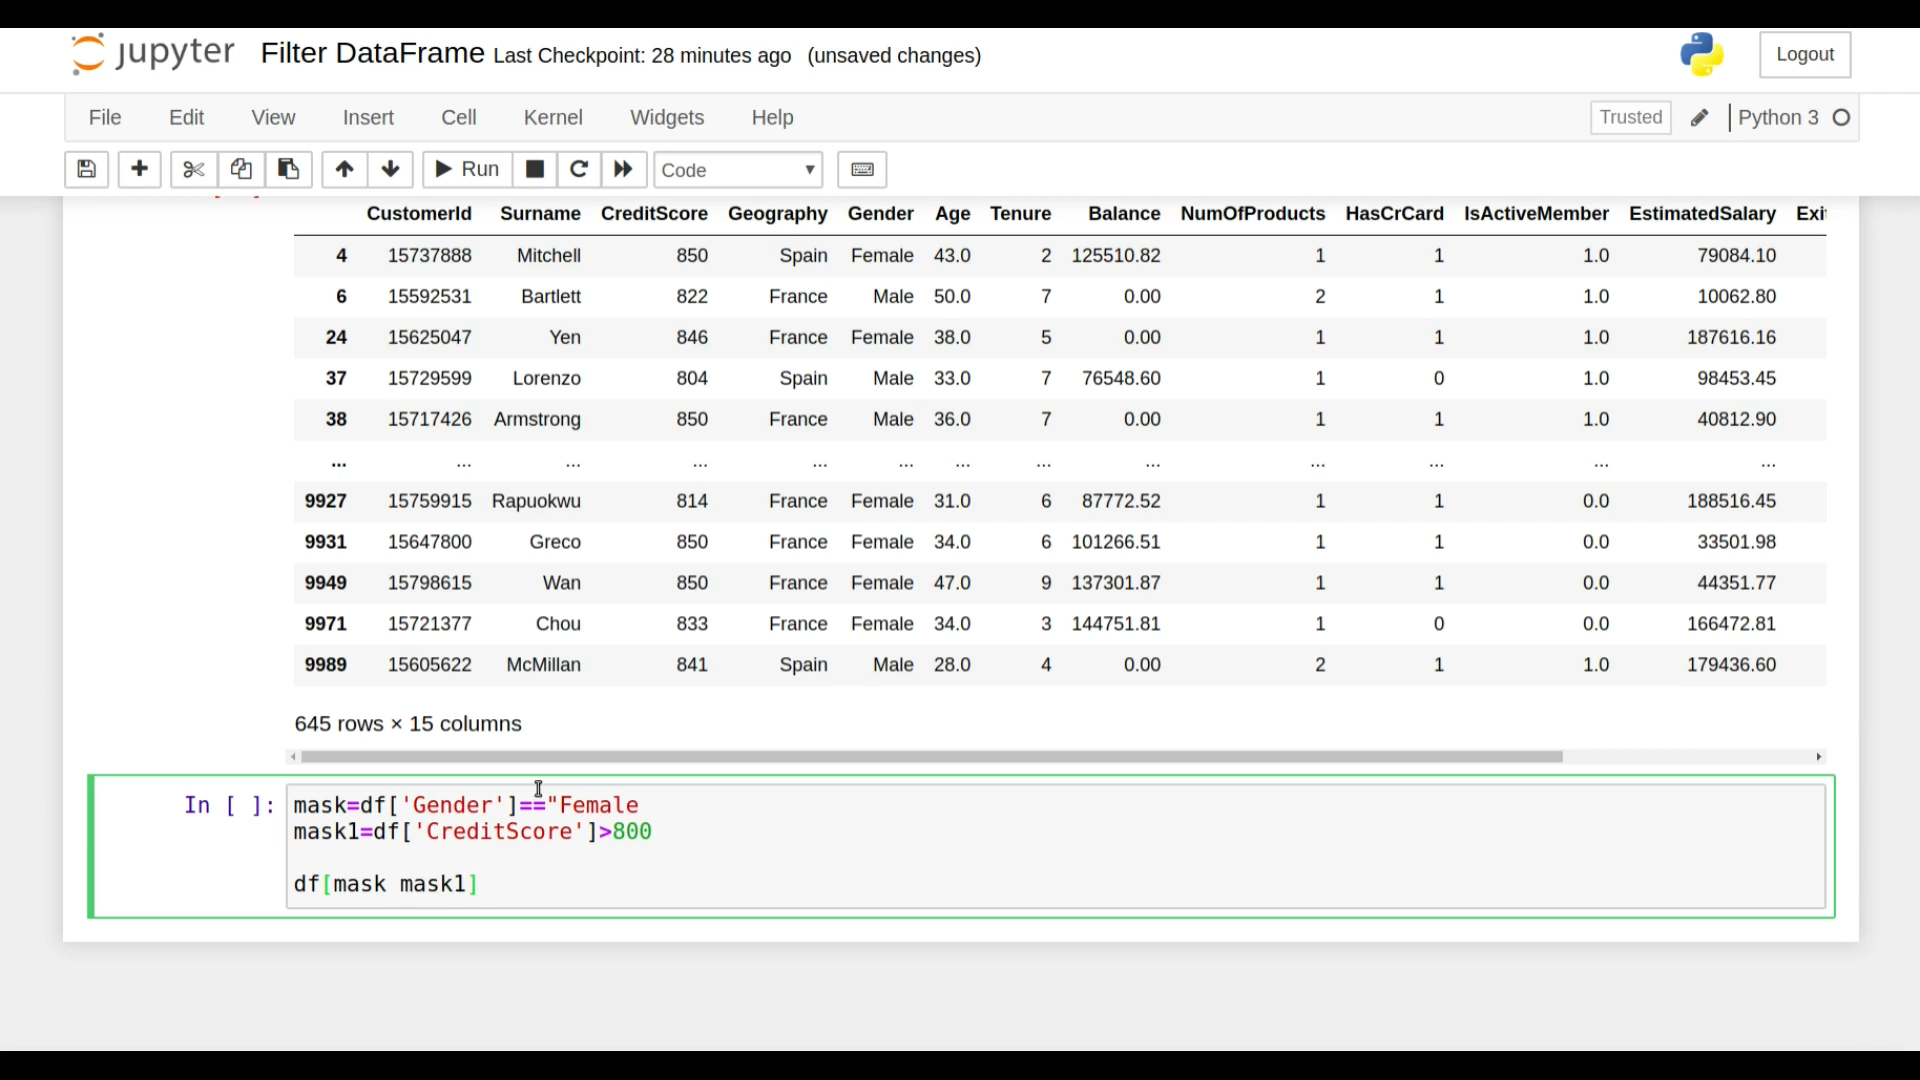 jupyter Filter DataFrame Last Checkpoint: 28 minutes ago (unsaved changes) Logout
File Edit View Insert Cell Kernel Widgets Help Trusted Python 3
Run Code
CustomerId Surname CreditScore Geography Gender Age Tenure Balance NumOfProducts HasCrCard IsActiveMember EstimatedSalary
4 15737888 Mitchell 850 Spain Female 43.0 2 125510.82 1 1 1.0 79084.10
6 15592531 Bartlett 822 France Male 50.0 7 0.00 2 1 1.0 10062.80
24 15625047 Yen 846 France Female 38.0 5 0.00 1 1 1.0 187616.16
37 15729599 Lorenzo 804 Spain Male 33.0 7 76548.60 1 0 1.0 98453.45
38 15717426 Armstrong 850 France Male 36.0 7 0.00 1 1 1.0 40812.90
... ... ... ... ... ... ... ... ... ... ... ... ...
9927 15759915 Rapuokwu 814 France Female 31.0 6 87772.52 1 1 0.0 188516.45
9931 15647800 Greco 850 France Female 34.0 6 101266.51 1 1 0.0 33501.98
9949 15798615 Wan 850 France Female 47.0 9 137301.87 1 1 0.0 44351.77
9971 15721377 Chou 833 France Female 34.0 3 144751.81 1 0 0.0 166472.81
9989 15605622 McMillan 841 Spain Male 28.0 4 0.00 2 1 1.0 179436.60
645 rows × 15 columns
In [ ]: mask=df['Gender']=="Female
mask1=df['CreditScore']>800
df[mask mask1]